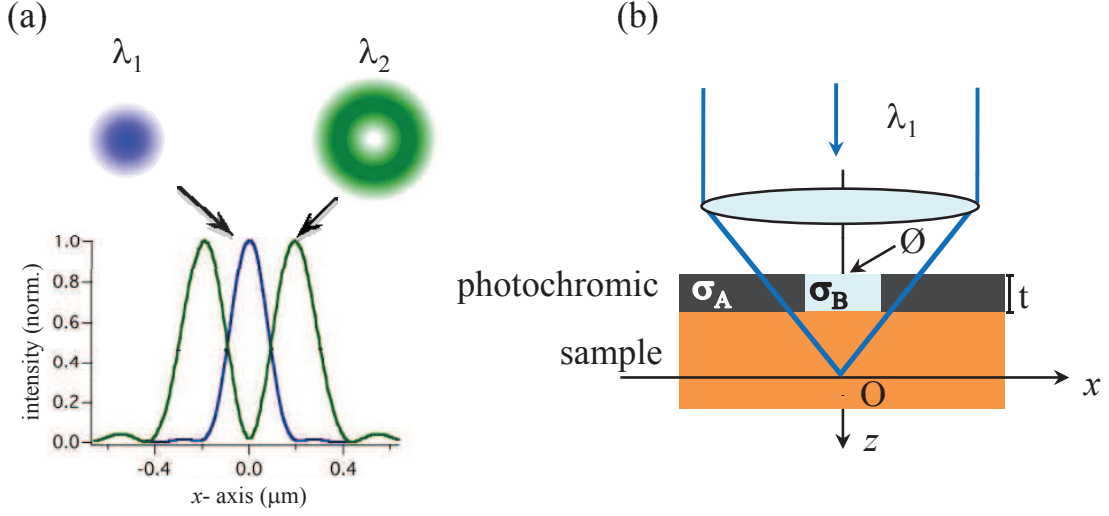 (a)
λ1
λ2
intensity (norm.)
1.0
0.8
0.6
0.4
0.2
0.0
-0.4
0.0
0.4
x- axis (μm)
(b)
λ1
Ø
photochromic
σA
σB
t
sample
O
x
z